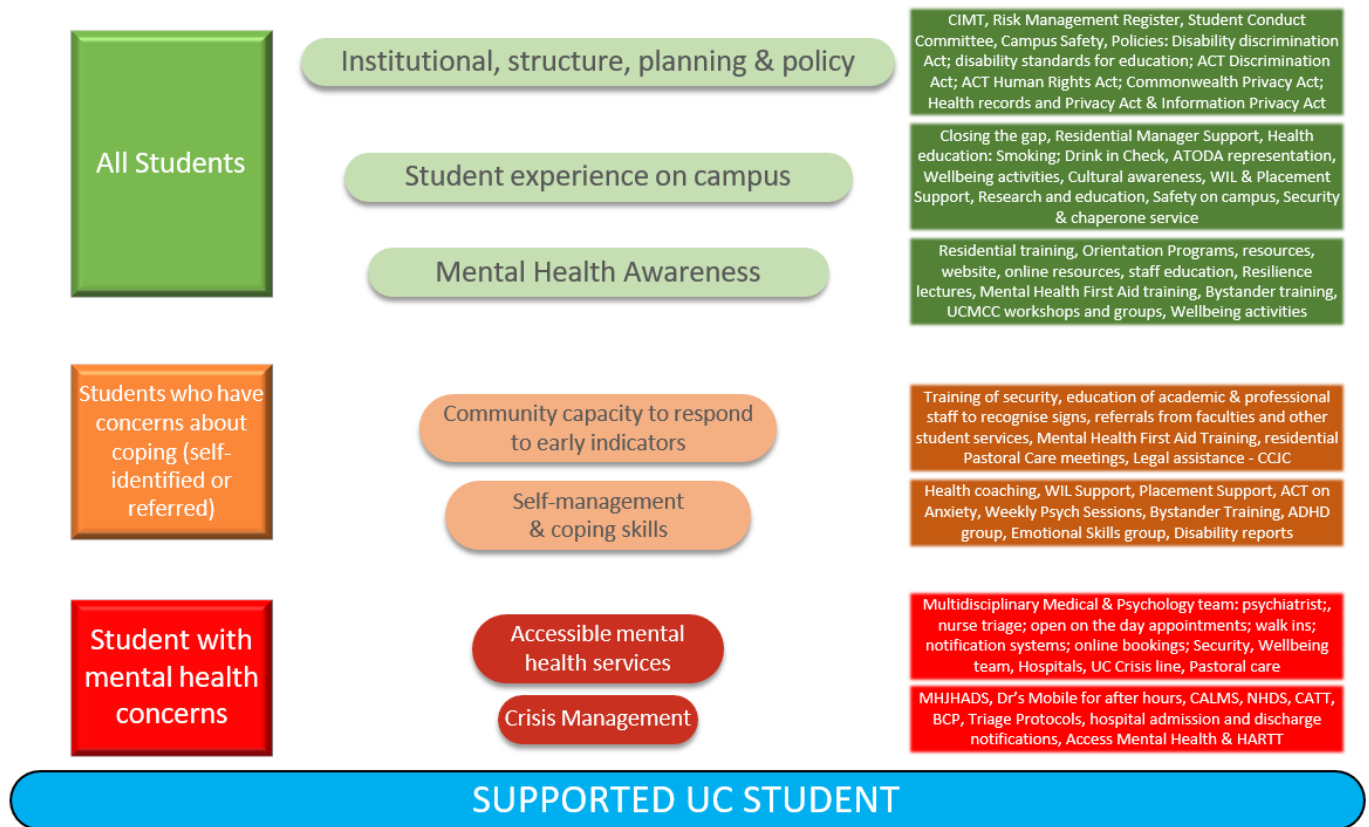 All Students
Institutional, structure, planning & policy
CIMT, Risk Management Register, Student Conduct
Committee, Campus Safety, Policies: Disability discrimination
Act; disability standards for education; ACT Discrimination
Act; ACT Human Rights Act; Commonwealth Privacy Act;
Health records and Privacy Act & Information Privacy Act
Student experience on campus
Closing the gap, Residential Manager Support, Health
education: Smoking; Drink in Check, ATODA representation,
Wellbeing activities, Cultural awareness, WIL & Placement
Support, Research and education, Safety on campus, Security
& chaperone service
Mental Health Awareness
Residential training, Orientation Programs, resources,
website, online resources, staff education, Resilience
lectures, Mental Health First Aid training, Bystander training,
UCMCC workshops and groups, Wellbeing activities
Students who have
concerns about
coping (self-
identified or
referred)
Community capacity to respond
to early indicators
Training of security, education of academic & professional
staff to recognise signs, referrals from faculties and other
student services, Mental Health First Aid Training, residential
Pastoral Care meetings, Legal assistance - CCJC
Self-management
& coping skills
Health coaching, WIL Support, Placement Support, ACT on
Anxiety, Weekly Psych Sessions, Bystander Training, ADHD
group, Emotional Skills group, Disability reports
Student with
mental health
concerns
Accessible mental
health services
Multidisciplinary Medical & Psychology team: psychiatrist;,
nurse triage; open on the day appointments; walk ins;
notification systems; online bookings; Security, Wellbeing
team, Hospitals, UC Crisis line, Pastoral care
Crisis Management
MHJHADS, Dr's Mobile for after hours, CALMS, NHDS, CATT,
BCP, Triage Protocols, hospital admission and discharge
notifications, Access Mental Health & HARTT
SUPPORTED UC STUDENT